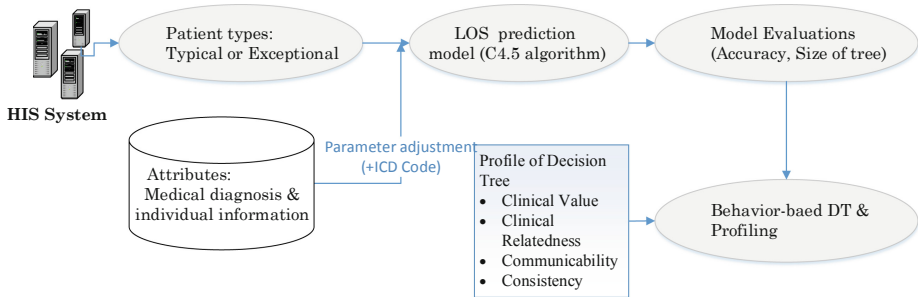 Patient types:
Typical or Exceptional
LOS prediction
model (C4.5 algorithm)
Model Evaluations
(Accuracy, Size of tree)
HIS System
Parameter adjustment
(+ICD Code)
Attributes:
Medical diagnosis &
individual information
Profile of Decision
Tree
• Clinical Value
• Clinical
Relatedness
• Communicability
• Consistency
Behavior-baed DT &
Profiling